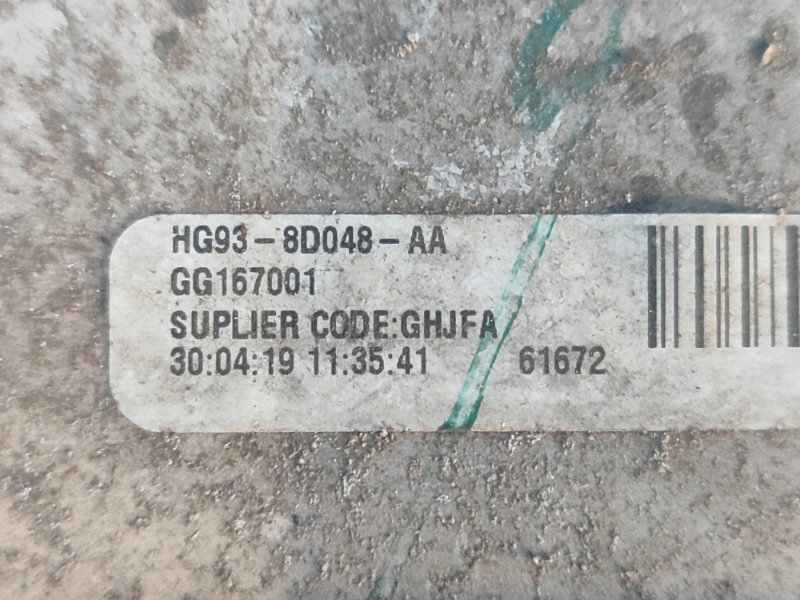 HG93-8D048-AA
GG167001
SUPLIER CODE:GHJFA
30:04:19 11:35:41 61672